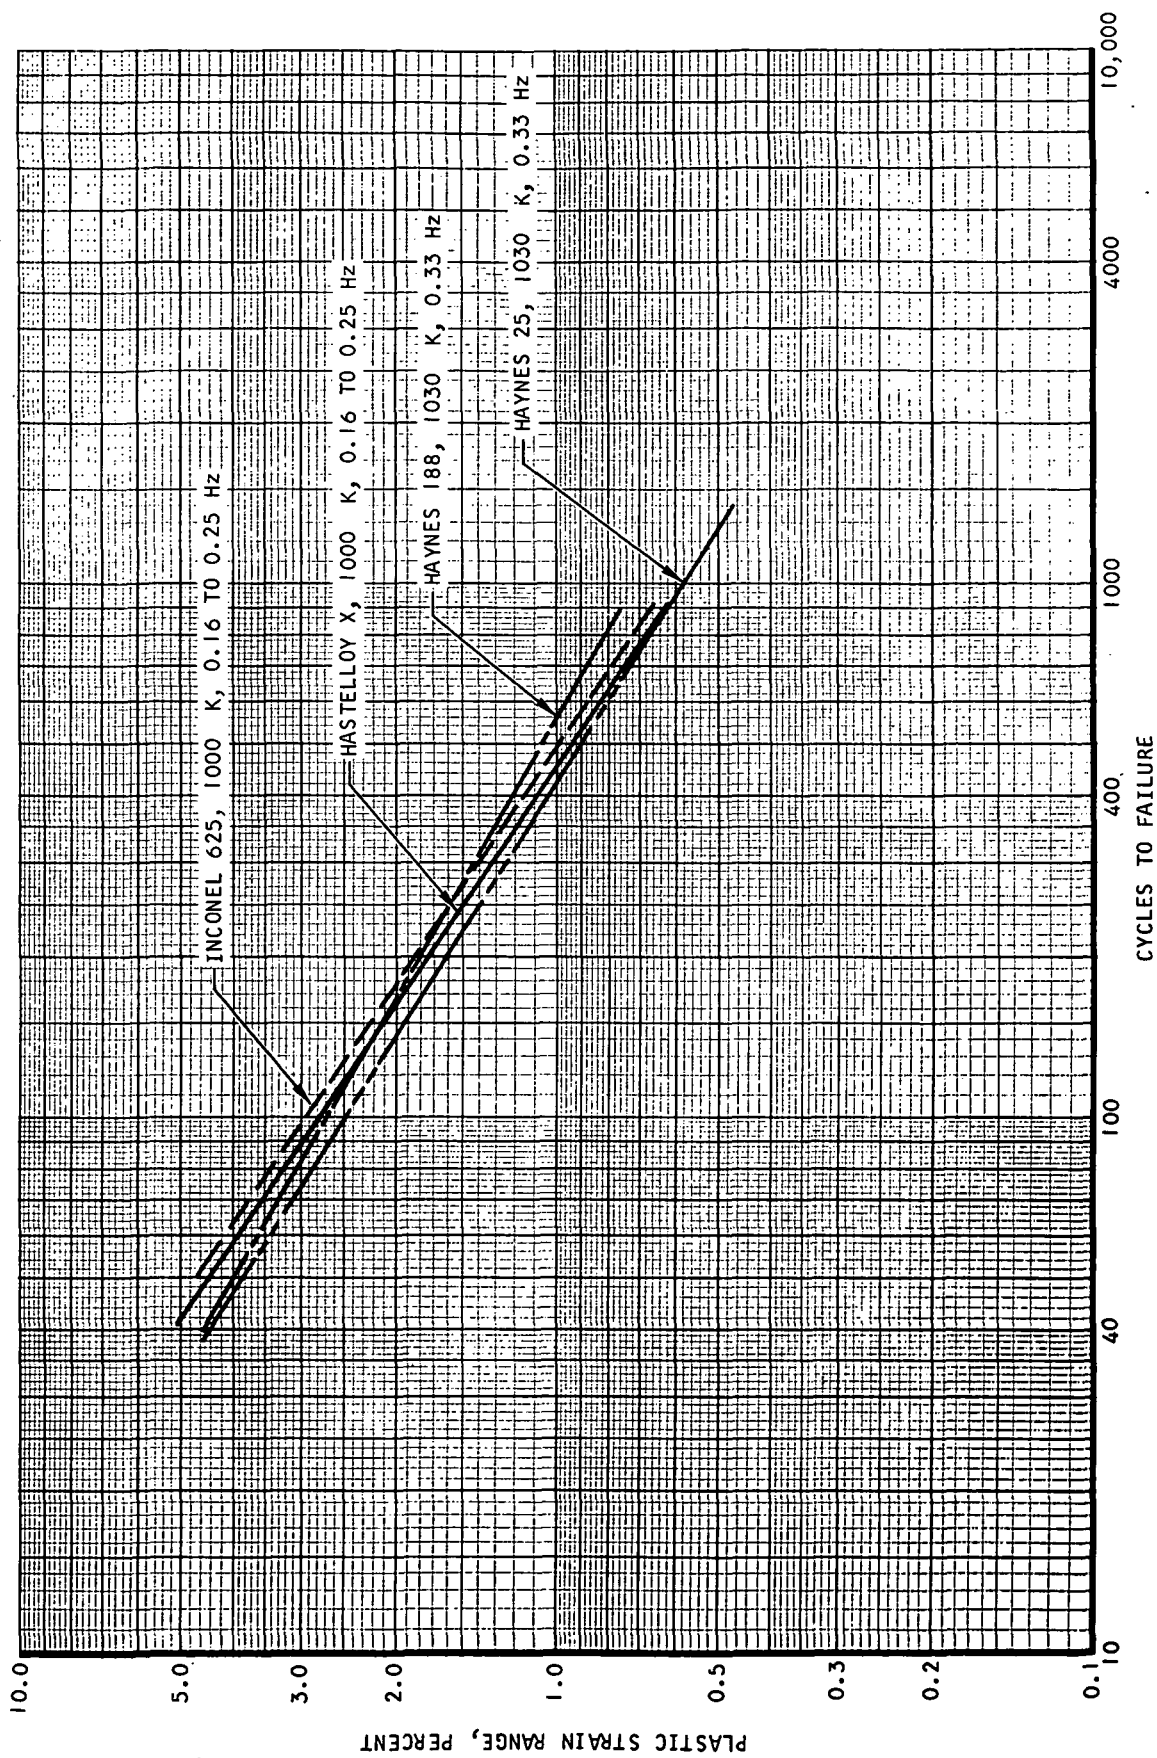 PLASTIC STRAIN RANGE, PERCENT
10.0
5.0
3.0
2.0
1.0
0.5
0.3
0.2
0.1
INCONEL 625, 1000 K, 0.16 TO 0.25 Hz
HASTELLOY X, 1000 K, 0.16 TO 0.25 Hz
HAYNES 188, 1030 K, 0.33 Hz
HAYNES 25, 1030 K, 0.33 Hz
10
40
100
400
1000
4000
10,000
CYCLES TO FAILURE